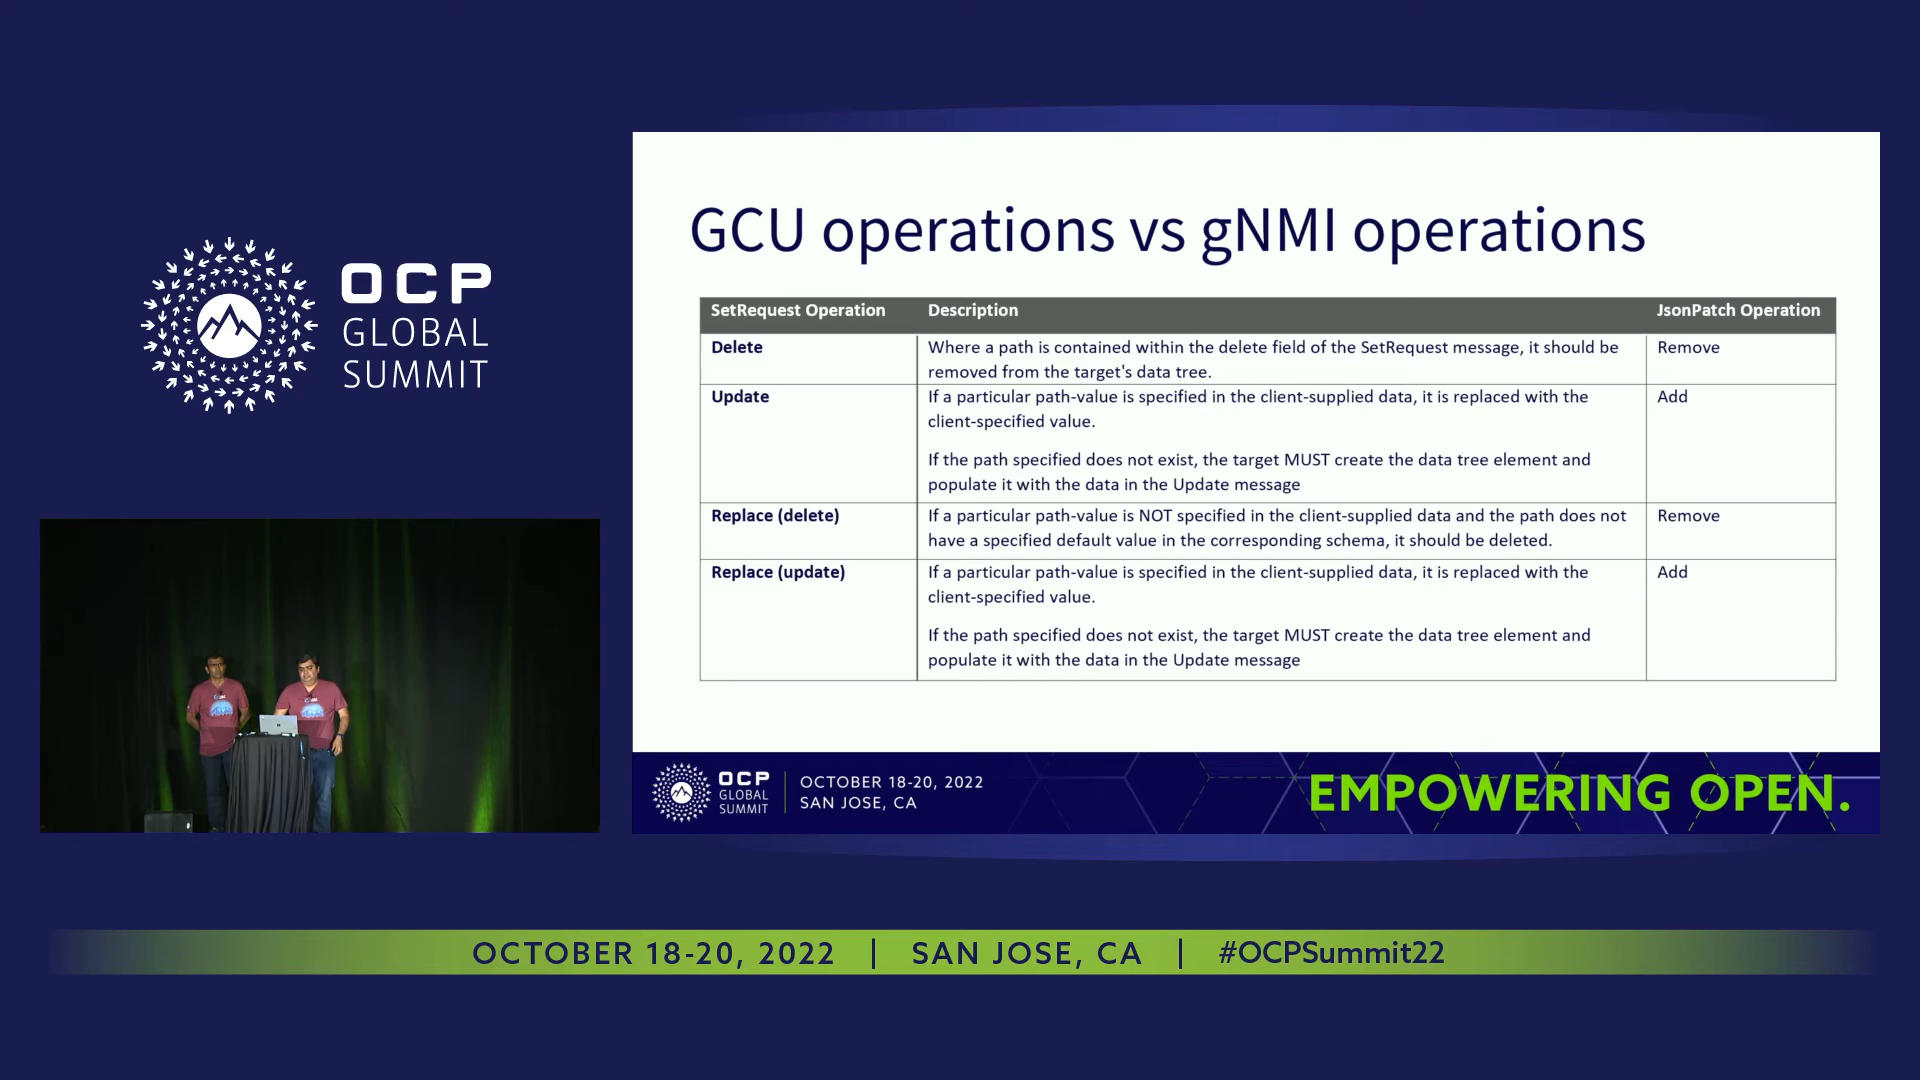 OCP
GLOBAL
SUMMIT
GCU operations vs gNMI operations
SetRequest Operation
Description
JsonPatch Operation
Delete
Where a path is contained within the delete field of the SetRequest message, it should be
removed from the target's data tree.
Remove
Update
If a particular path-value is specified in the client-supplied data, it is replaced with the
client-specified value.
If the path specified does not exist, the target MUST create the data tree element and
populate it with the data in the Update message
Add
Replace (delete)
If a particular path-value is NOT specified in the client-supplied data and the path does not
have a specified default value in the corresponding schema, it should be deleted.
Remove
Replace (update)
If a particular path-value is specified in the client-supplied data, it is replaced with the
client-specified value.
If the path specified does not exist, the target MUST create the data tree element and
populate it with the data in the Update message
Add
OCP
GLOBAL
SUMMIT
OCTOBER 18-20, 2022
SAN JOSE, CA
EMPOWERING OPEN.
OCTOBER 18-20, 2022 | SAN JOSE, CA | #OCPSummit22